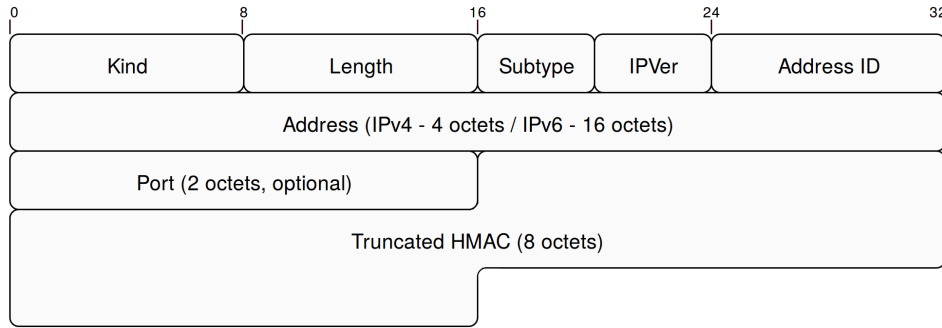 0 8 16 24 32
Kind Length Subtype IPVer Address ID
Address (IPv4 - 4 octets / IPv6 - 16 octets)
Port (2 octets, optional)
Truncated HMAC (8 octets)